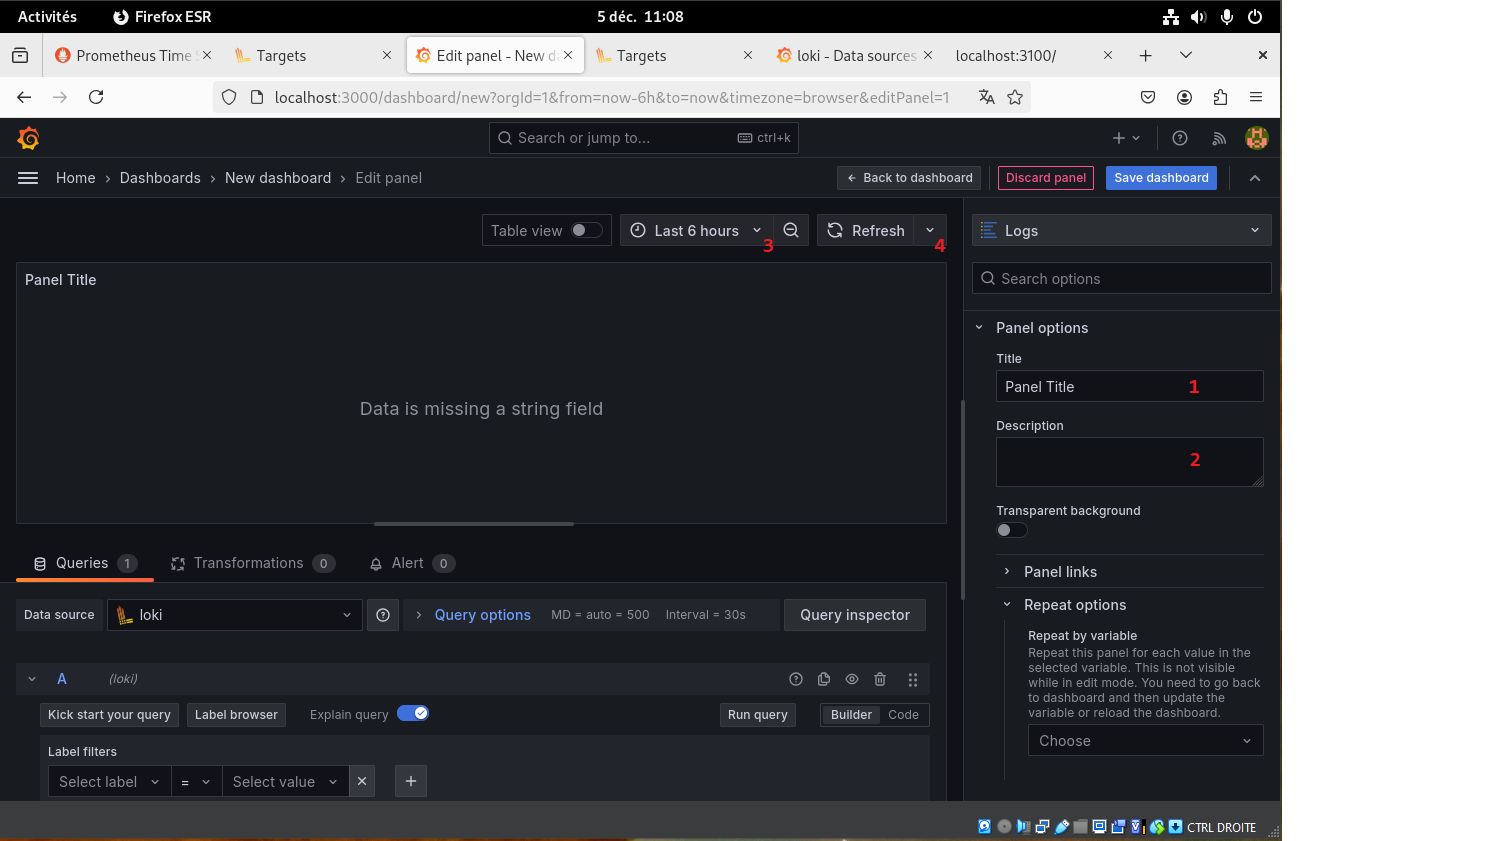 Activités
Firefox ESR
5 déc. 11:08
Prometheus Time S
Targets
Edit panel - New da
Targets
loki - Data sources
localhost:3100/
localhost:3000/dashboard/new?orgId=1&from=now-6h&to=now&timezone=browser&editPanel=1
Search or jump to...
ctrl+k
Home › Dashboards › New dashboard › Edit panel
Back to dashboard
Discard panel
Save dashboard
Table view
Last 6 hours
3
Refresh
4
Logs
Search options
Panel Title
Data is missing a string field
Panel options
Title
Panel Title
1
Description
2
Transparent background
Panel links
Repeat options
Repeat by variable
Repeat this panel for each value in the
selected variable. This is not visible
while in edit mode. You need to go back
to dashboard and then update the
variable or reload the dashboard.
Choose
Queries 1
Transformations 0
Alert 0
Data source
loki
Query options
MD = auto = 500
Interval = 30s
Query inspector
A
(loki)
Kick start your query
Label browser
Explain query
Run query
Builder
Code
Label filters
Select label
=
Select value
CTRL DROITE